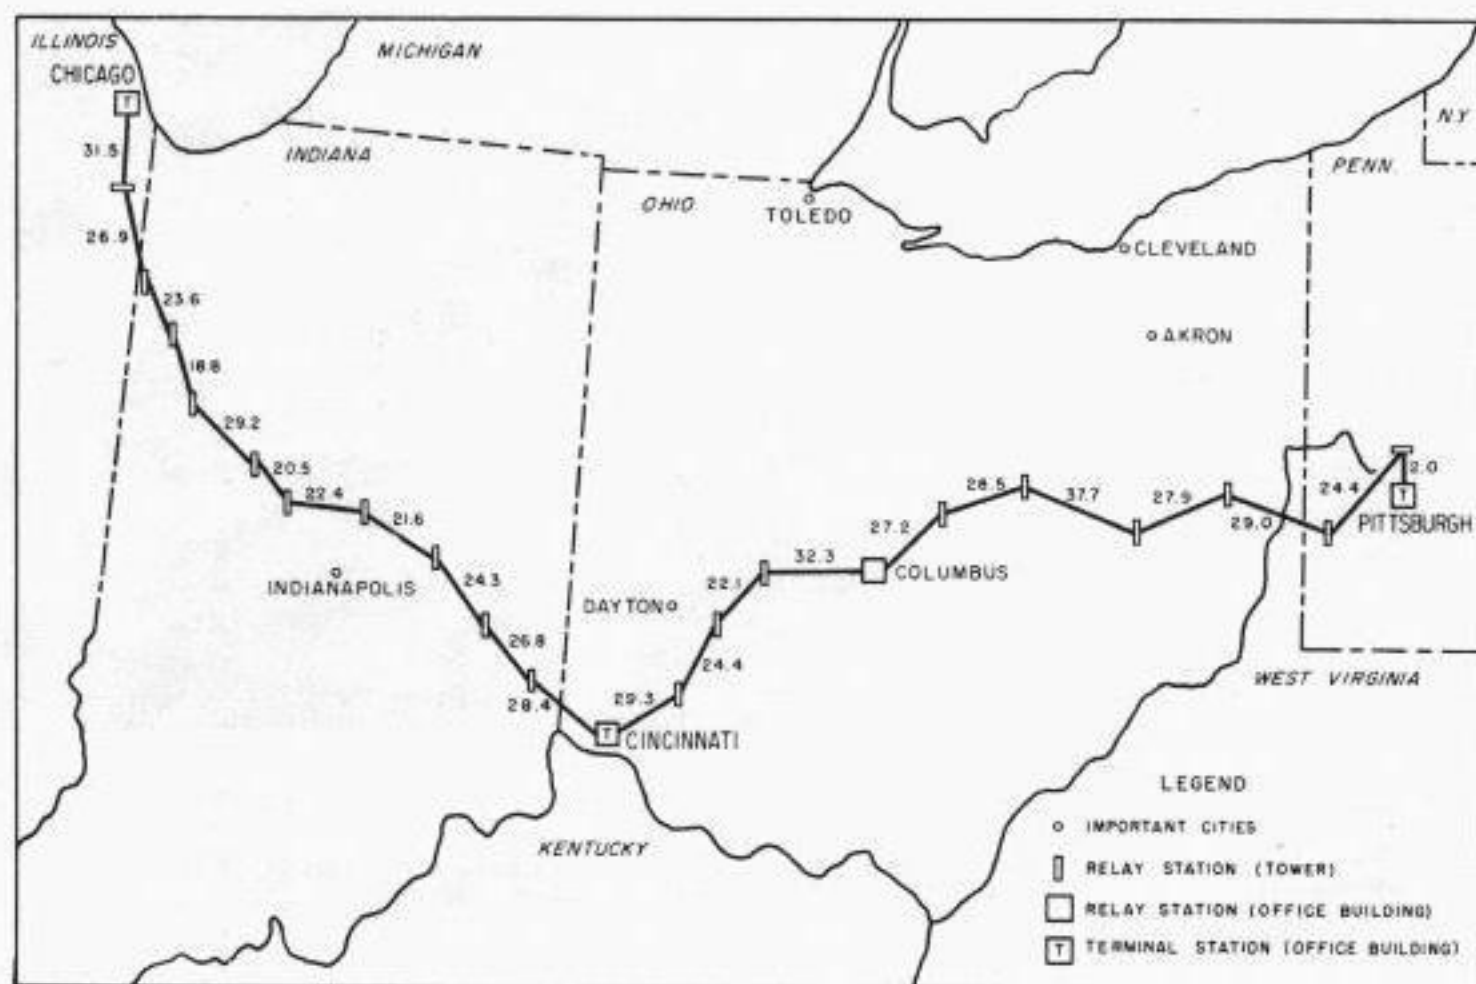 ILLINOIS
CHICAGO
T
MICHIGAN
N.Y
31.5
INDIANA
PENN.
OHIO
TOLEDO
26.9
CLEVELAND
23.6
AKRON
18.8
29.2
20.5
22.4
21.6
INDIANAPOLIS
24.3
26.8
28.4
T
CINCINNATI
29.3
24.4
DAYTON
22.1
32.3
COLUMBUS
27.2
28.5
37.7
27.9
29.0
24.4
2.0
T
PITTSBURGH
WEST VIRGINIA
KENTUCKY
LEGEND
IMPORTANT CITIES
RELAY STATION (TOWER)
RELAY STATION (OFFICE BUILDING)
T TERMINAL STATION (OFFICE BUILDING)